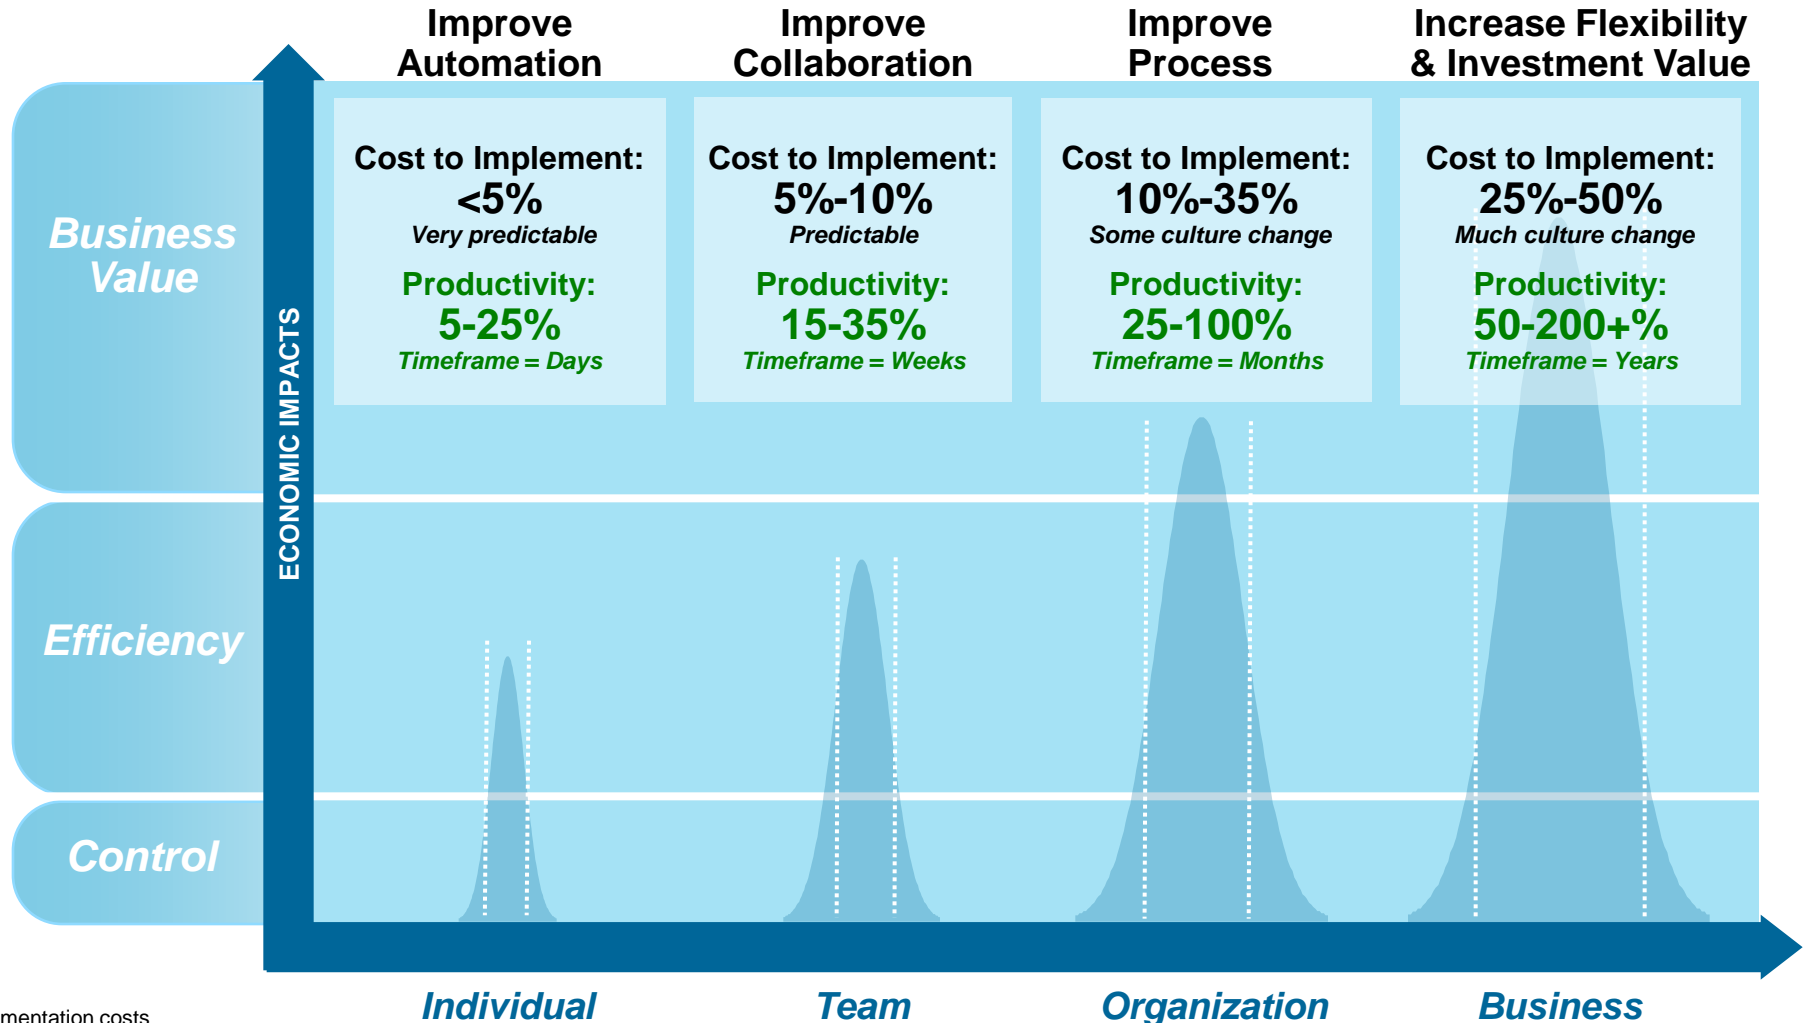 Improve
Automation
Improve
Collaboration
Improve
Process
Increase Flexibility
& Investment Value
Business
Value
Efficiency
Control
ECONOMIC IMPACTS
Cost to Implement:
<5%
Very predictable
Productivity:
5-25%
Timeframe = Days
Cost to Implement:
5%-10%
Predictable
Productivity:
15-35%
Timeframe = Weeks
Cost to Implement:
10%-35%
Some culture change
Productivity:
25-100%
Timeframe = Months
Cost to Implement:
25%-50%
Much culture change
Productivity:
50-200+%
Timeframe = Years
Individual
Team
Organization
Business
costs